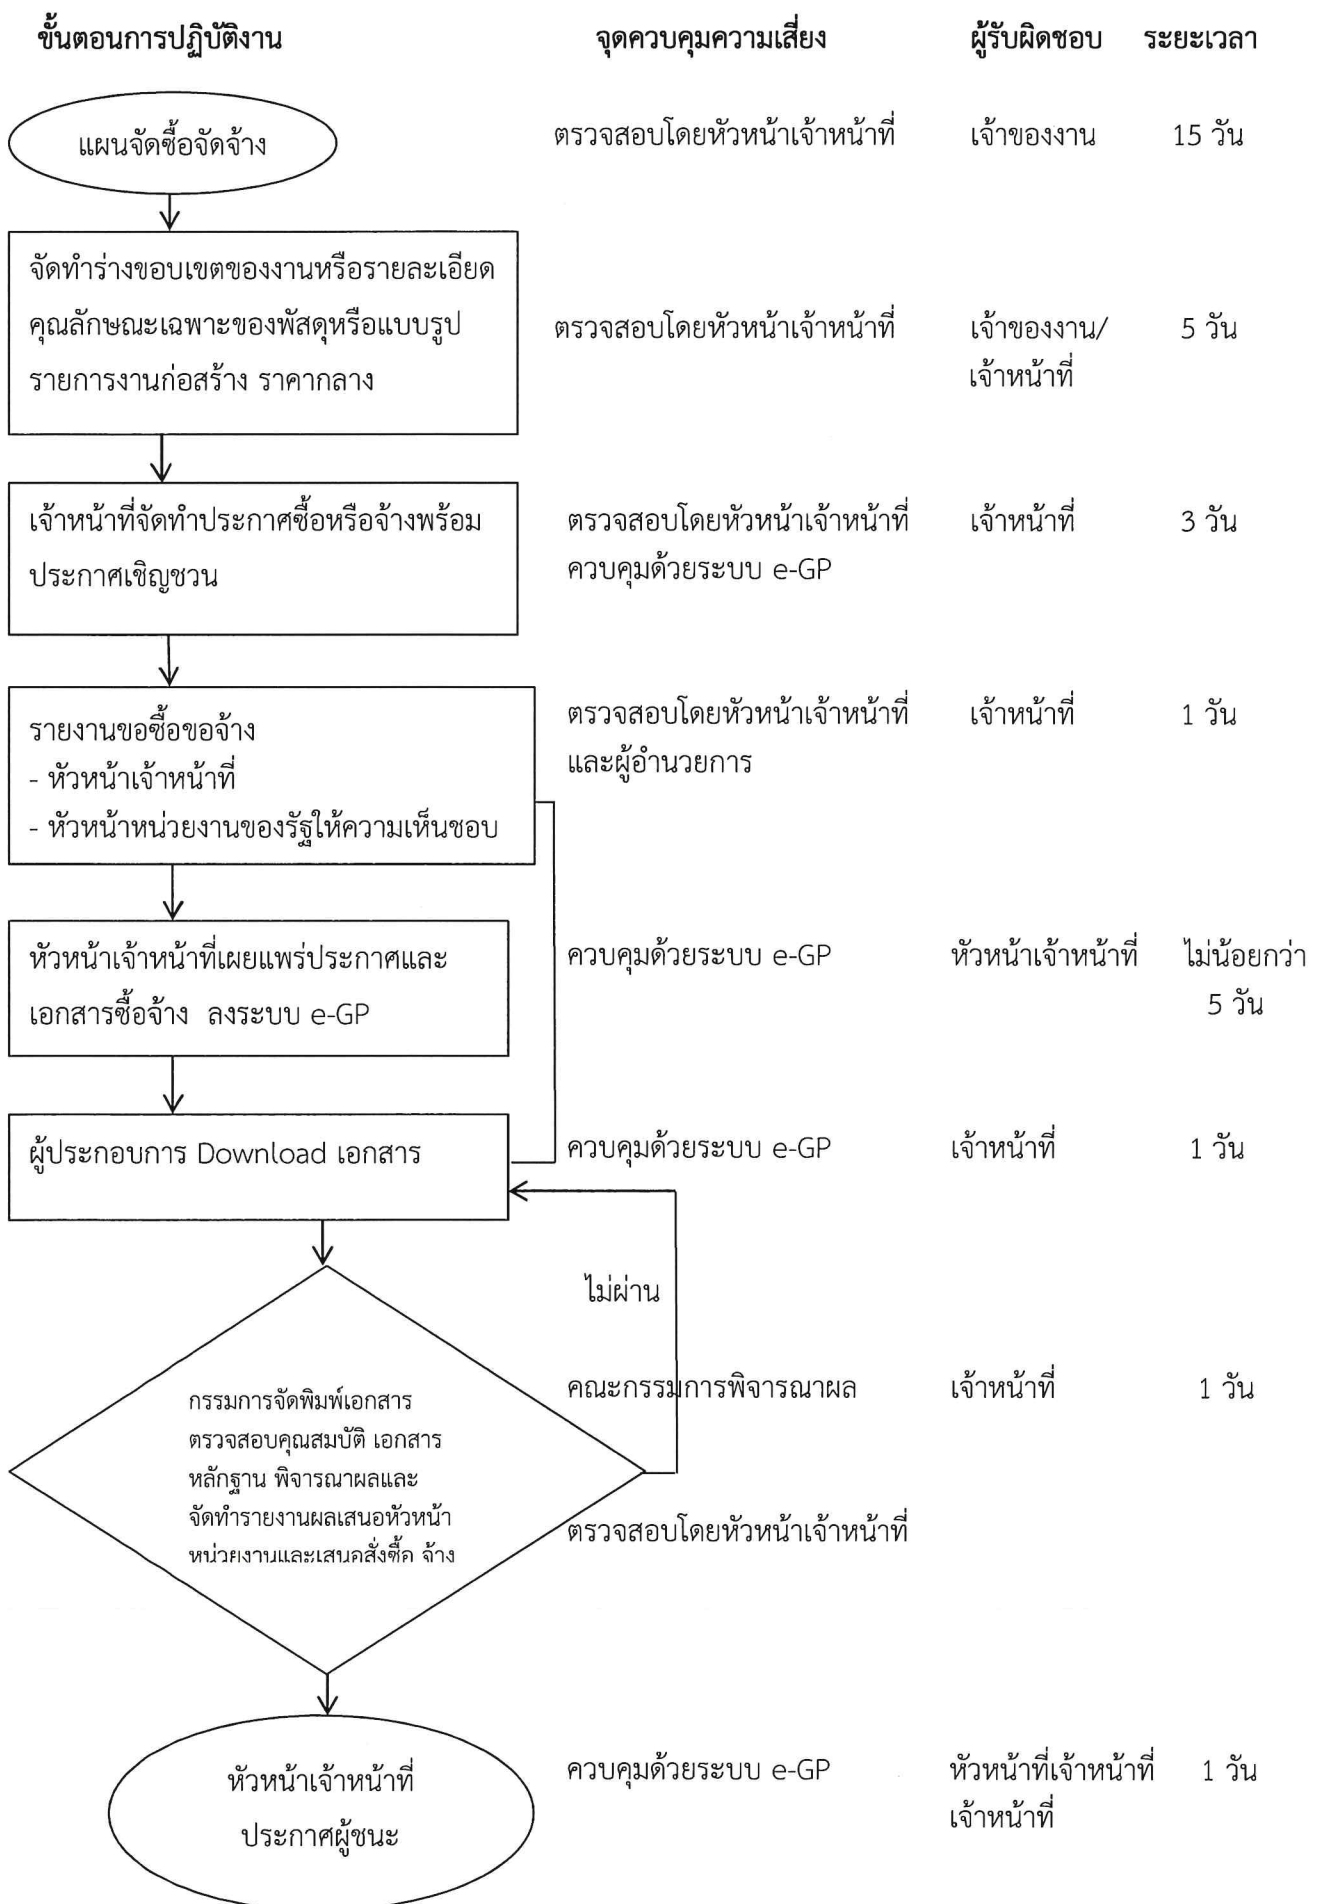 ขั้นตอนการปฏิบัติงาน จุดควบคุมความเสี่ยง ผู้รับผิดชอบ ระยะเวลา
แผนจัดซื้อจัดจ้าง ตรวจสอบโดยหัวหน้าเจ้าหน้าที่ เจ้าของงาน 15 วัน
จัดทำร่างขอบเขตของงานหรือรายละเอียด
คุณลักษณะเฉพาะของพัสดุหรือแบบรูป ตรวจสอบโดยหัวหน้าเจ้าหน้าที่ เจ้าของงาน/ 5 วัน
รายการงานก่อสร้าง ราคากลาง เจ้าหน้าที่
เจ้าหน้าที่จัดทำประกาศซื้อหรือจ้างพร้อม ตรวจสอบโดยหัวหน้าเจ้าหน้าที่ เจ้าหน้าที่ 3 วัน
ประกาศเชิญชวน ควบคุมด้วยระบบ e-GP
รายงานขอซื้อขอจ้าง ตรวจสอบโดยหัวหน้าเจ้าหน้าที่ เจ้าหน้าที่ 1 วัน
- หัวหน้าเจ้าหน้าที่ และผู้อำนวยการ
- หัวหน้าหน่วยงานของรัฐให้ความเห็นชอบ
หัวหน้าเจ้าหน้าที่เผยแพร่ประกาศและ ควบคุมด้วยระบบ e-GP หัวหน้าเจ้าหน้าที่ ไม่น้อยกว่า
เอกสารซื้อจ้าง ลงระบบ e-GP 5 วัน
ผู้ประกอบการ Download เอกสาร ควบคุมด้วยระบบ e-GP เจ้าหน้าที่ 1 วัน
ไม่ผ่าน
กรรมการจัดพิมพ์เอกสาร คณะกรรมการพิจารณาผล เจ้าหน้าที่ 1 วัน
ตรวจสอบคุณสมบัติ เอกสาร
หลักฐาน พิจารณาผลและ
จัดทำรายงานผลเสนอหัวหน้า ตรวจสอบโดยหัวหน้าเจ้าหน้าที่
หน่วยงานและเสนอสั่งซื้อ จ้าง
หัวหน้าเจ้าหน้าที่ ควบคุมด้วยระบบ e-GP หัวหน้าที่เจ้าหน้าที่ 1 วัน
ประกาศผู้ชนะ เจ้าหน้าที่